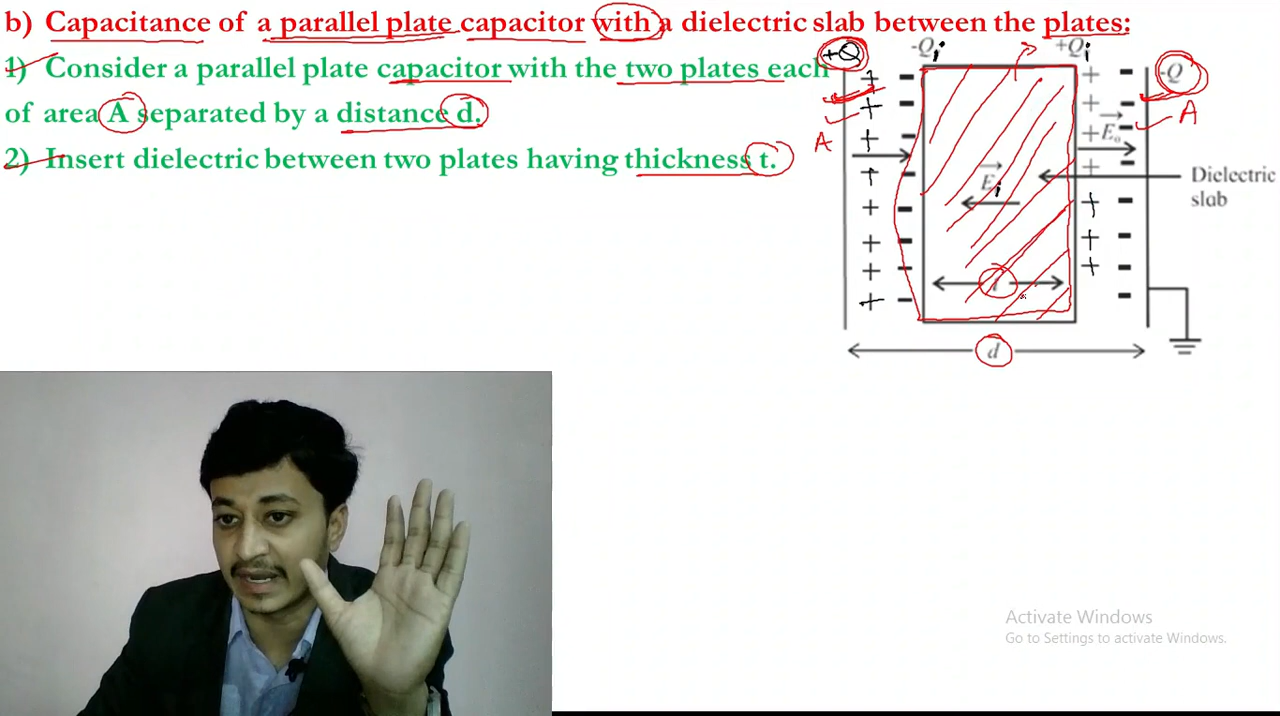 b) Capacitance of a parallel plate capacitor with a dielectric slab between the plates:
1) Consider a parallel plate capacitor with the two plates each
of area A separated by a distance d.
2) Insert dielectric between two plates having thickness t.
+Q
-Qi
+Qi
-Q
A
A
E₀
Ei
Dielectric
slab
d
Activate Windows
Go to Settings to activate Windows.